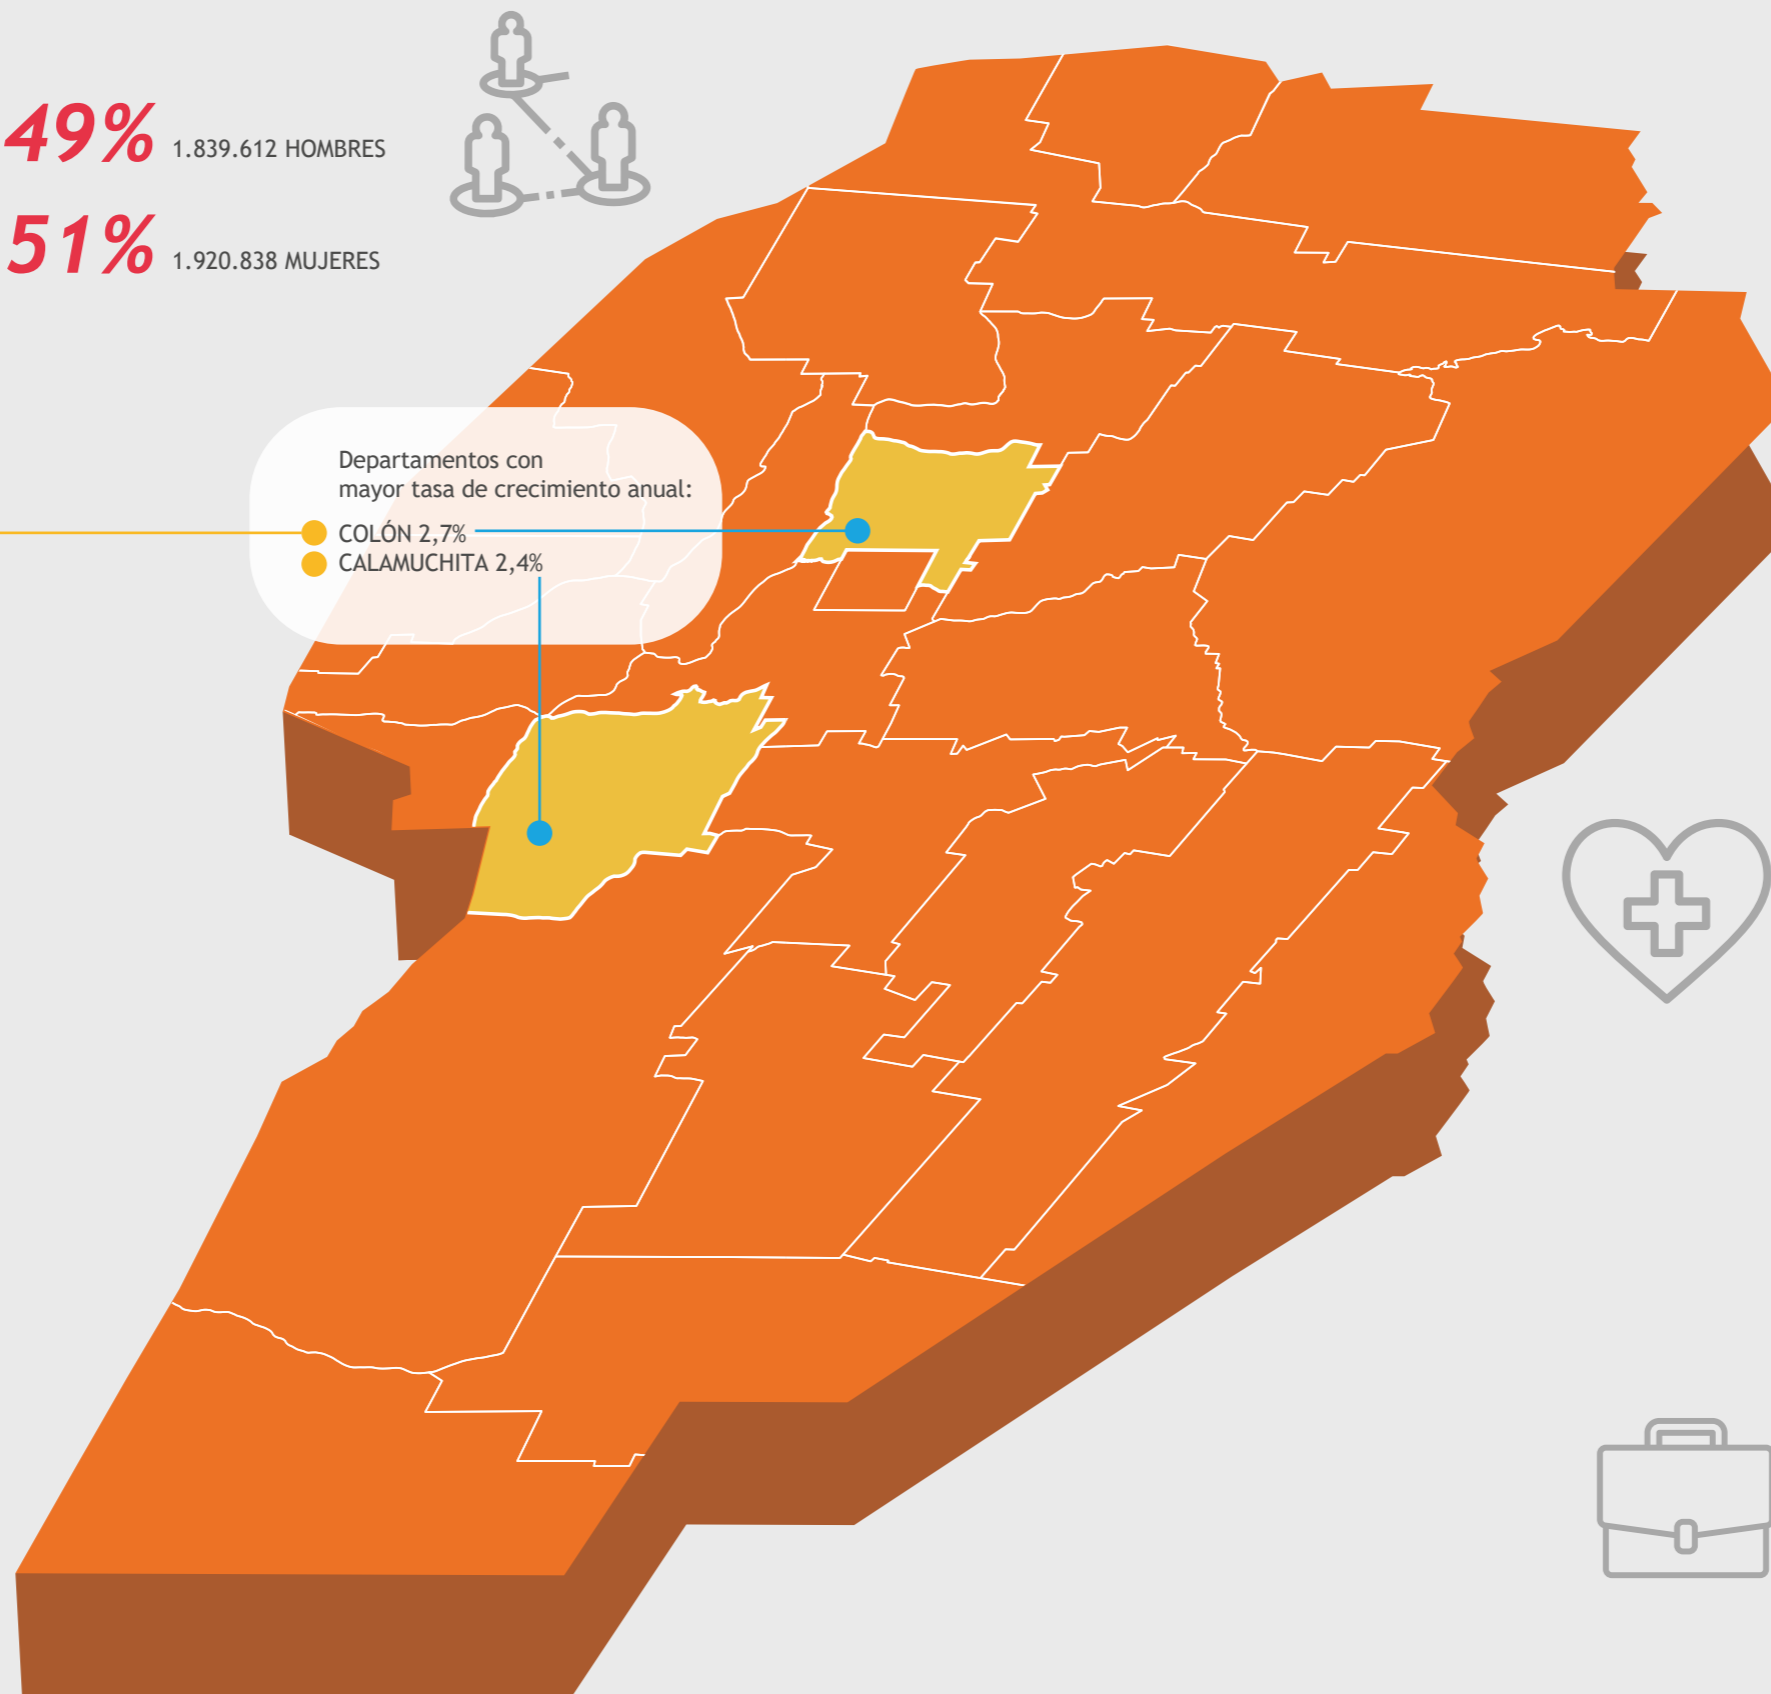 49% 1.839.612 HOMBRES
51% 1.920.838 MUJERES
Departamentos con
mayor tasa de crecimiento anual:
COLÓN 2,7%
CALAMUCHITA 2,4%